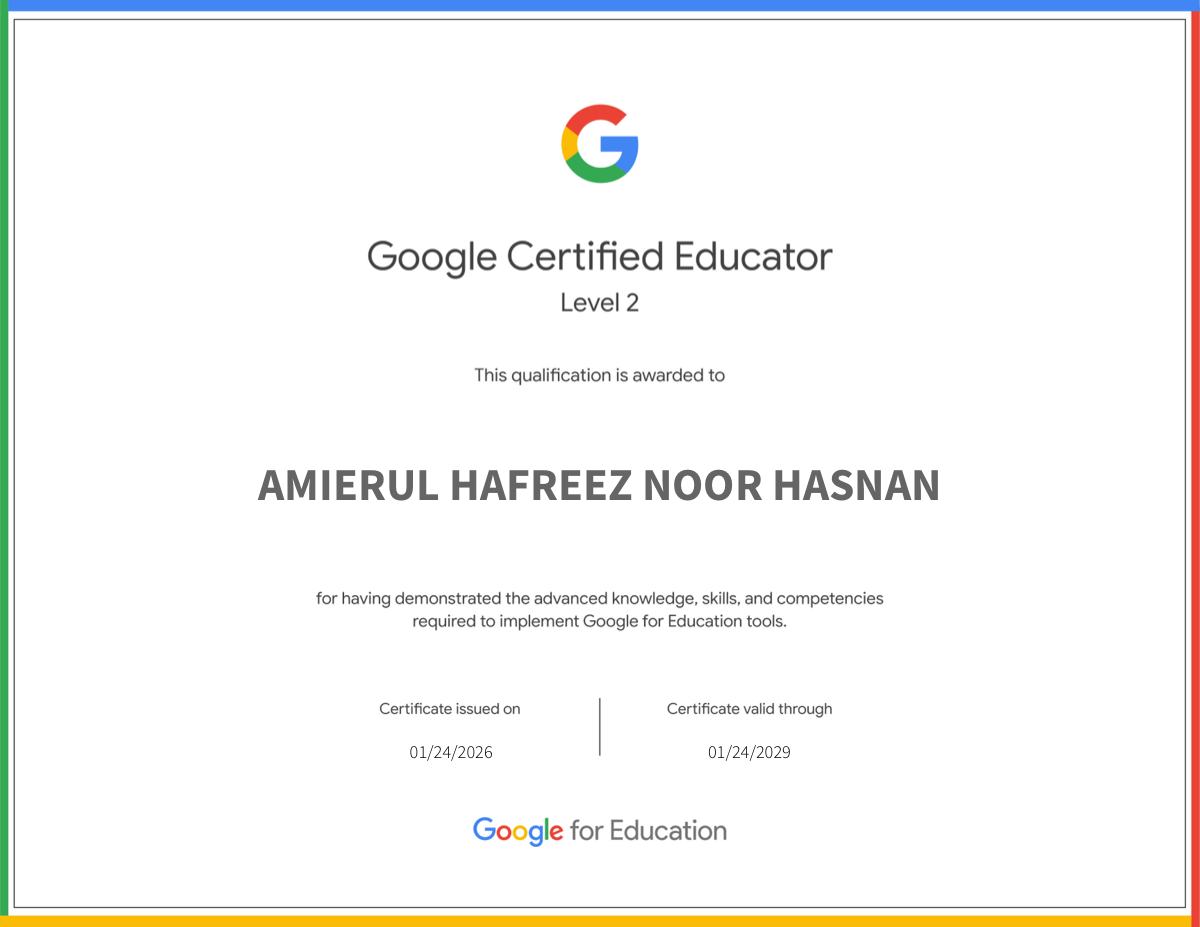 Google Certified Educator
Level 2
This qualification is awarded to
AMIERUL HAFREEZ NOOR HASNAN
for having demonstrated the advanced knowledge, skills, and competencies
required to implement Google for Education tools.
Certificate issued on
01/24/2026
Certificate valid through
01/24/2029
Google for Education